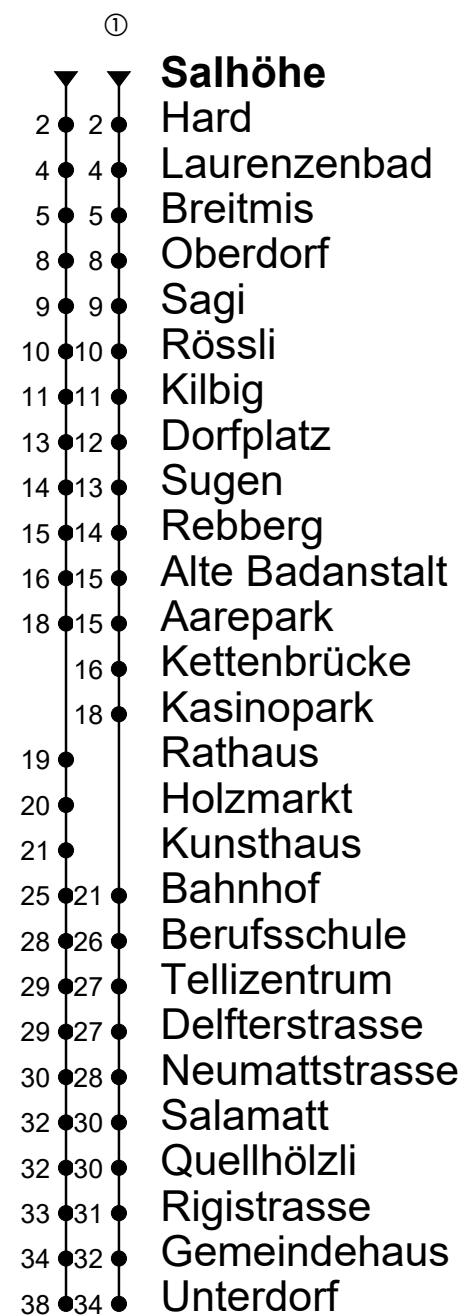 ①
Salhöhe
2 2 Hard
4 4 Laurenzenbad
5 5 Breitmis
8 8 Oberdorf
9 9 Sagi
10 10 Rössli
11 11 Kilbig
13 12 Dorfplatz
14 13 Sugen
15 14 Rebberg
16 15 Alte Badanstalt
18 15 Aarepark
16 Kettenbrücke
18 Kasinopark
19 Rathaus
20 Holzmarkt
21 Kunsthaus
25 21 Bahnhof
28 26 Berufsschule
29 27 Tellizentrum
29 27 Delfterstrasse
30 28 Neumattstrasse
32 30 Salamatt
32 30 Quellhölzli
33 31 Rigistrasse
34 32 Gemeindehaus
38 34 Unterdorf